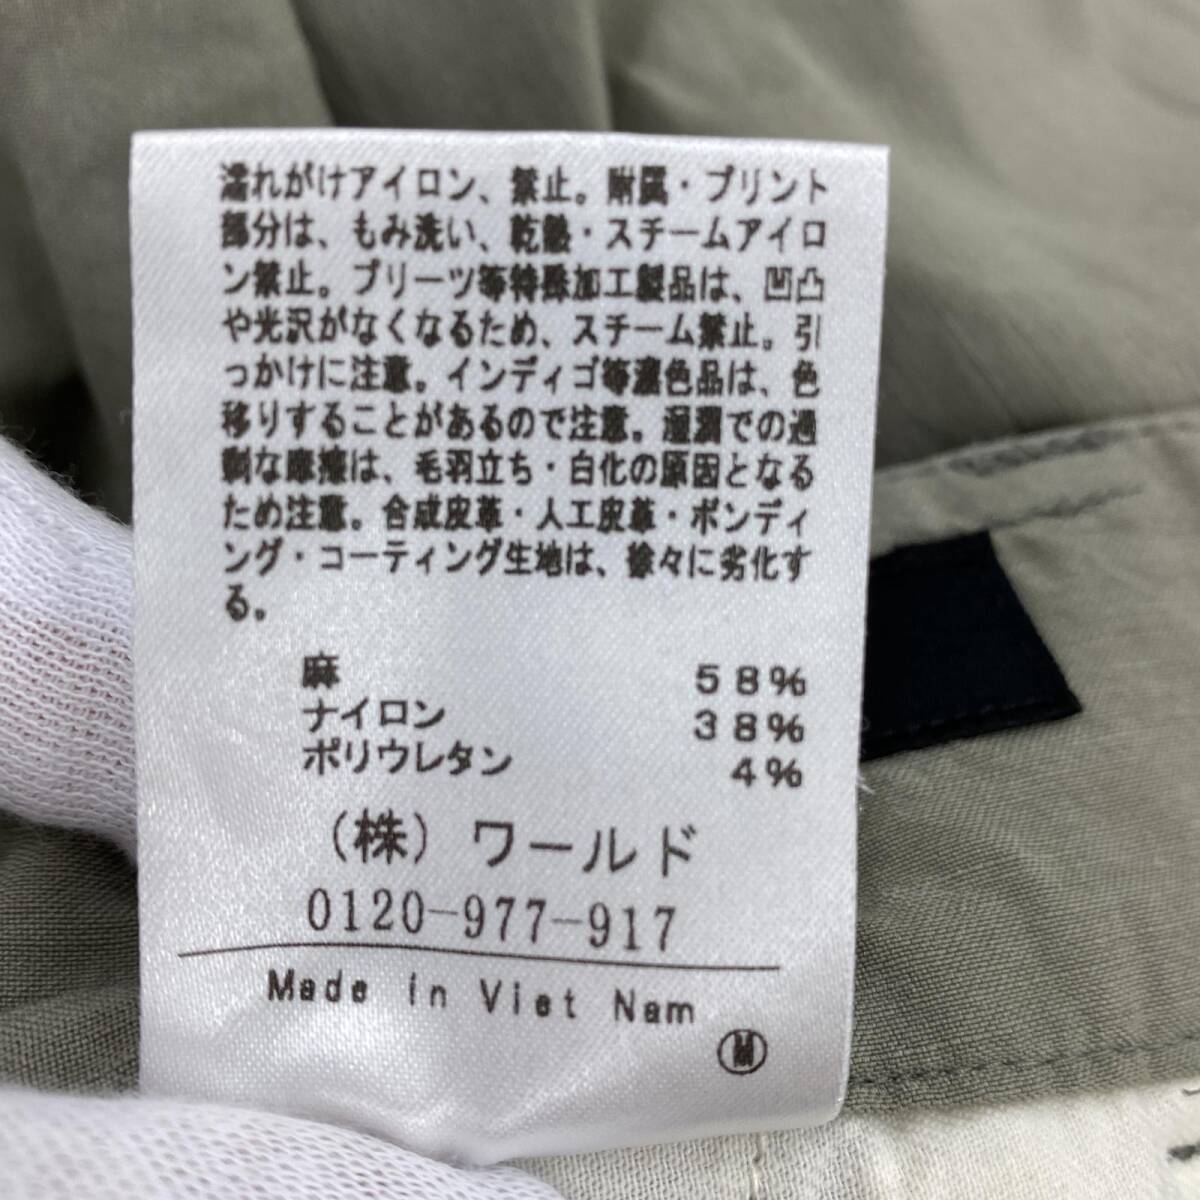 濡れがけアイロン、禁止。附属・プリント
部分は、もみ洗い、乾熱・スチームアイロ
ン禁止。プリーツ等特殊加工製品は、凹凸
や光沢がなくなるため、スチーム禁止。引
っかけに注意。インディゴ等濃色品は、色
移りすることがあるので注意。湿潤での過
剰な摩擦は、毛羽立ち・白化の原因となる
ため注意。合成皮革・人工皮革・ボンディ
ング・コーティング生地は、徐々に劣化す
る。
麻 58%
ナイロン 38%
ポリウレタン 4%
(株)ワールド
0120-977-917
Made in Viet Nam
Ⓜ